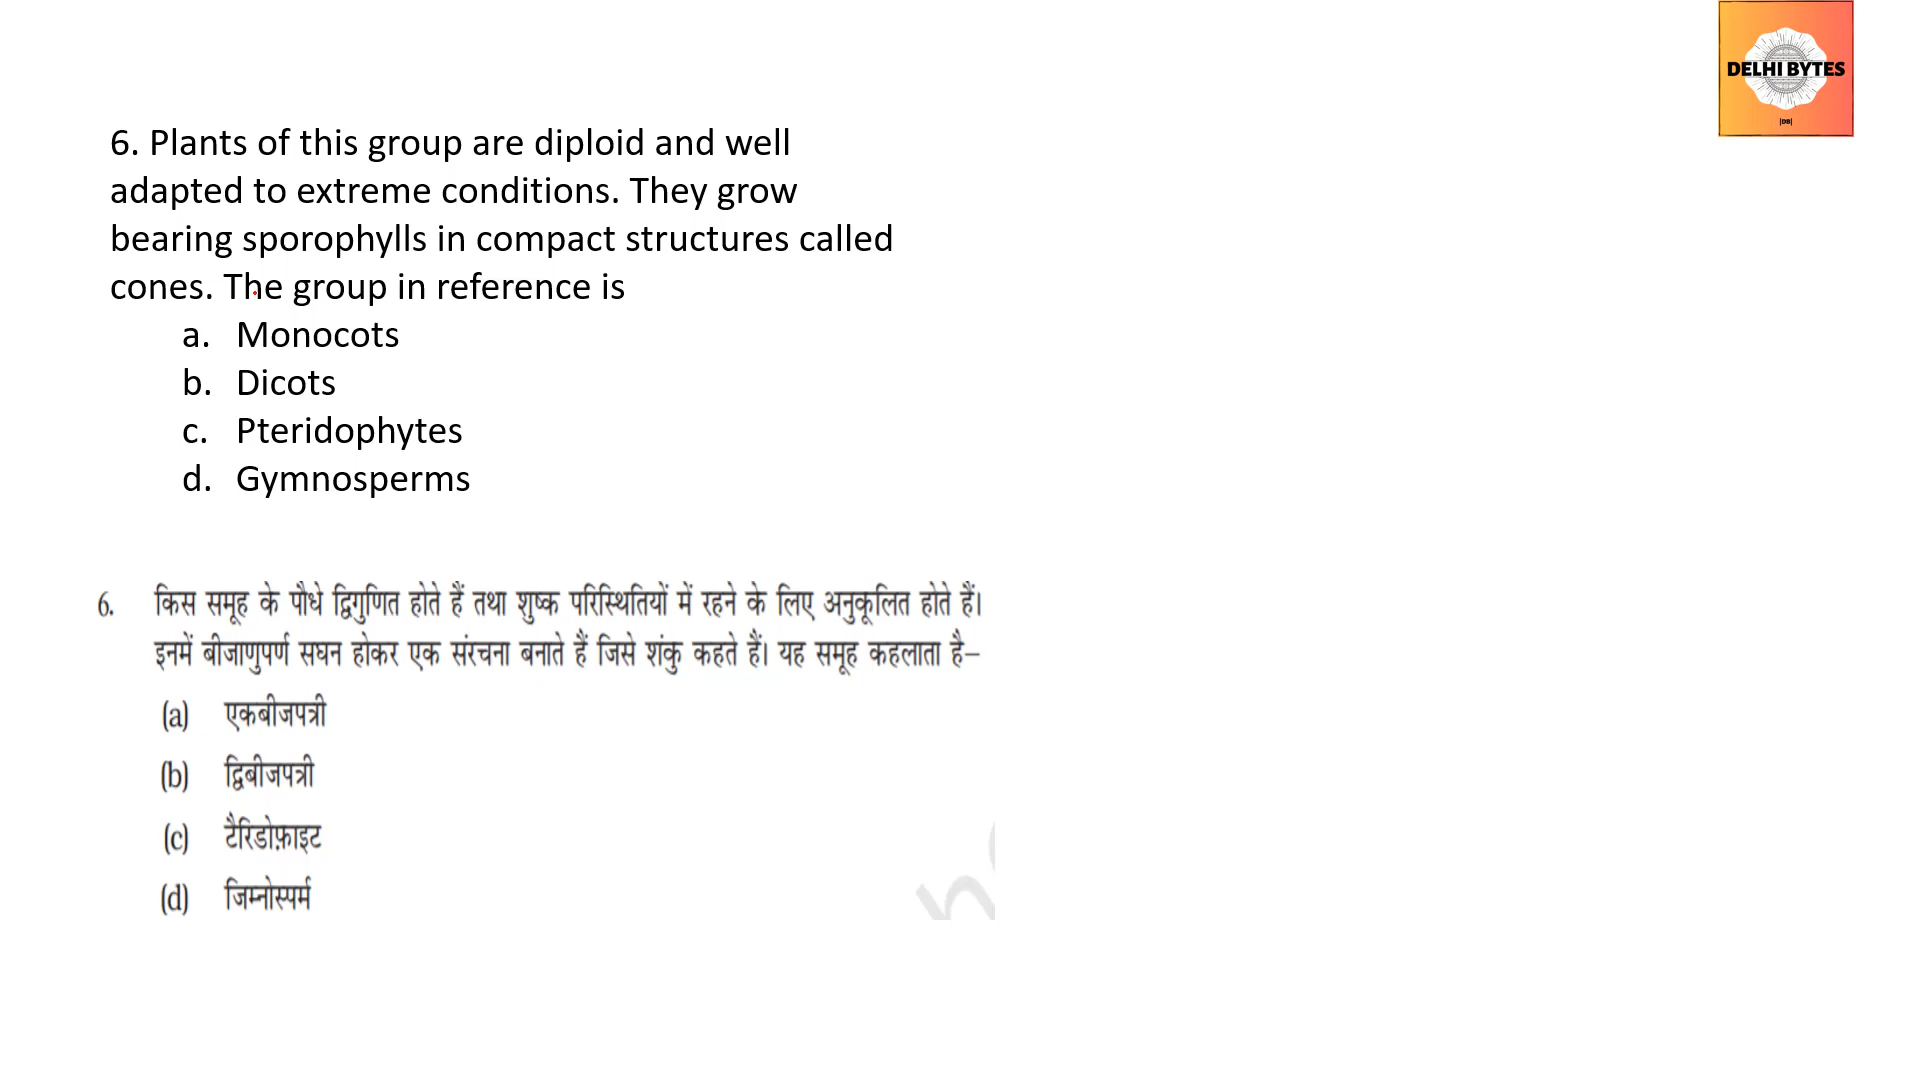 DELHI BYTES
|DB|
6. Plants of this group are diploid and well
adapted to extreme conditions. They grow
bearing sporophylls in compact structures called
cones. The group in reference is
a. Monocots
b. Dicots
c. Pteridophytes
d. Gymnosperms
6. किस समूह के पौधे द्विगुणित होते हैं तथा शुष्क परिस्थितियों में रहने के लिए अनुकूलित होते हैं।
इनमें बीजाणुपर्ण सघन होकर एक संरचना बनाते हैं जिसे शंकु कहते हैं। यह समूह कहलाता है–
(a) एकबीजपत्री
(b) द्विबीजपत्री
(c) टैरिडोफ़ाइट
(d) जिम्नोस्पर्म